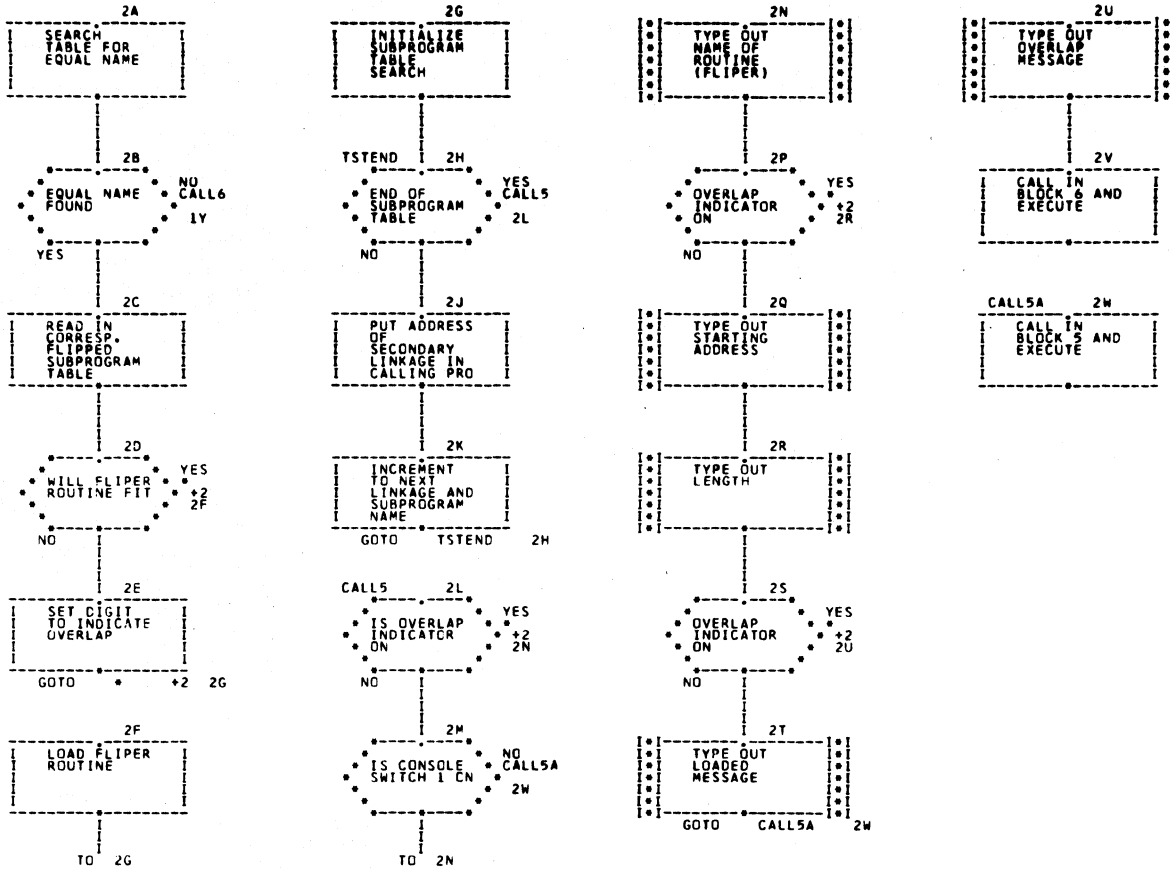 2A
SEARCH
TABLE FOR
EQUAL NAME
2B
EQUAL NAME
FOUND
NO
CALL6
1Y
YES
2C
READ IN
CORRESP.
FLIPPED
SUBPROGRAM
TABLE
2D
WILL FLIPER
ROUTINE FIT
YES
+2
2F
NO
2E
SET DIGIT
TO INDICATE
OVERLAP
GOTO * +2 2G
2F
LOAD FLIPER
ROUTINE
TO 2G
2G
INITIALIZE
SUBPROGRAM
TABLE
SEARCH
TSTEND 2H
END OF
SUBPROGRAM
TABLE
YES
CALL5
2L
NO
2J
PUT ADDRESS
OF
SECONDARY
LINKAGE IN
CALLING PRO
2K
INCREMENT
TO NEXT
LINKAGE AND
SUBPROGRAM
NAME
GOTO TSTEND 2H
CALL5 2L
IS OVERLAP
INDICATOR
ON
YES
+2
2N
NO
2M
IS CONSOLE
SWITCH 1 CN
NO
CALL5A
2W
TO 2N
2N
TYPE OUT
NAME OF
ROUTINE
(FLIPER)
2P
OVERLAP
INDICATOR
ON
YES
+2
2R
NO
2Q
TYPE OUT
STARTING
ADDRESS
2R
TYPE OUT
LENGTH
2S
OVERLAP
INDICATOR
ON
YES
+2
2U
NO
2T
TYPE OUT
LOADED
MESSAGE
GOTO CALL5A 2W
2U
TYPE OUT
OVERLAP
MESSAGE
2V
CALL IN
BLOCK 6 AND
EXECUTE
CALL5A 2W
CALL IN
BLOCK 5 AND
EXECUTE